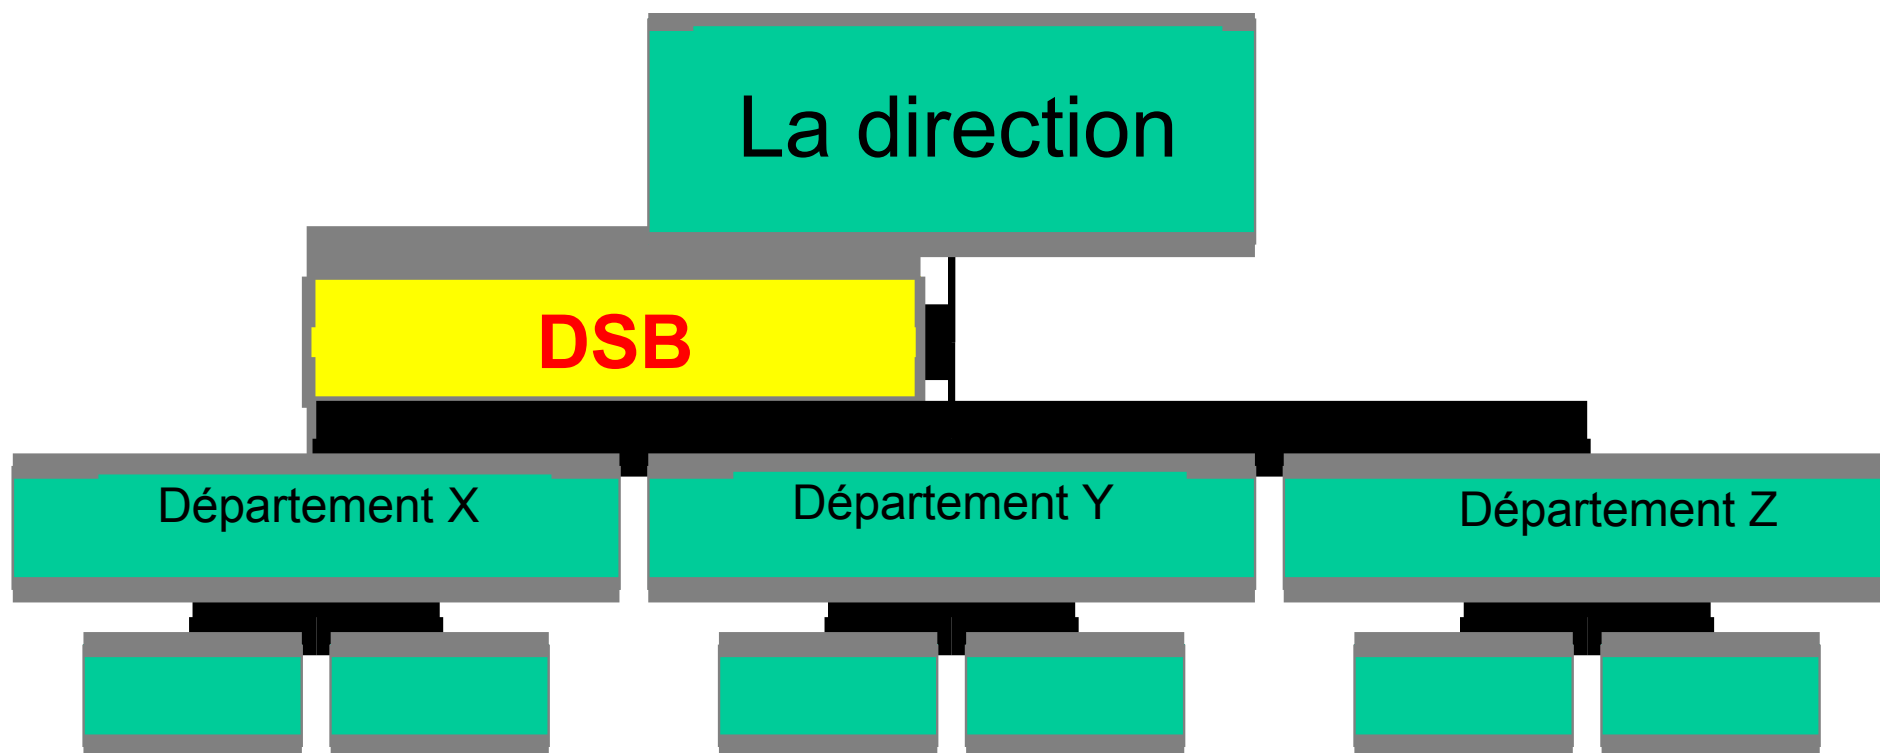 La direction
DSB
Département X
Département Y
Département Z